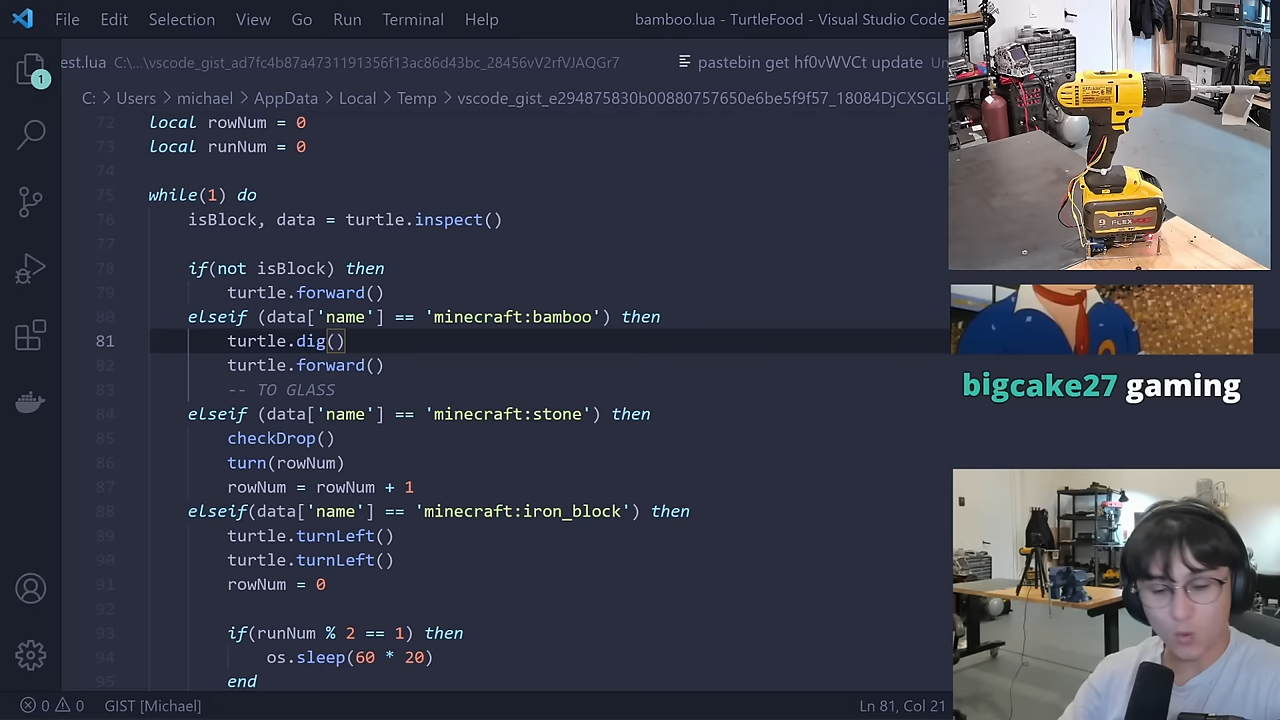 File Edit Selection View Go Run Terminal Help bamboo.lua - TurtleFood - Visual Studio Code
1
est.lua C:\...\vscode_gist_ad7fc4b87a4731191356f13ac86d43bc_28456vV2rfVJAQGr7 pastebin get hf0vWVCt update Un
C: > Users > michael > AppData > Local > Temp > vscode_gist_e294875830b00880757650e6be5f9f57_18084DjCXSGLF
72 local rowNum = 0
73 local runNum = 0
74
75 while(1) do
76 isBlock, data = turtle.inspect()
77
78 if(not isBlock) then
79 turtle.forward()
80 elseif (data['name'] == 'minecraft:bamboo') then
81 turtle.dig()
82 turtle.forward()
83 -- TO GLASS
84 elseif (data['name'] == 'minecraft:stone') then
85 checkDrop()
86 turn(rowNum)
87 rowNum = rowNum + 1
88 elseif(data['name'] == 'minecraft:iron_block') then
89 turtle.turnLeft()
90 turtle.turnLeft()
91 rowNum = 0
92
93 if(runNum % 2 == 1) then
94 os.sleep(60 * 20)
95 end
0 0 GIST [Michael] Ln 81, Col 21
9 FLEX
bigcake27 gaming